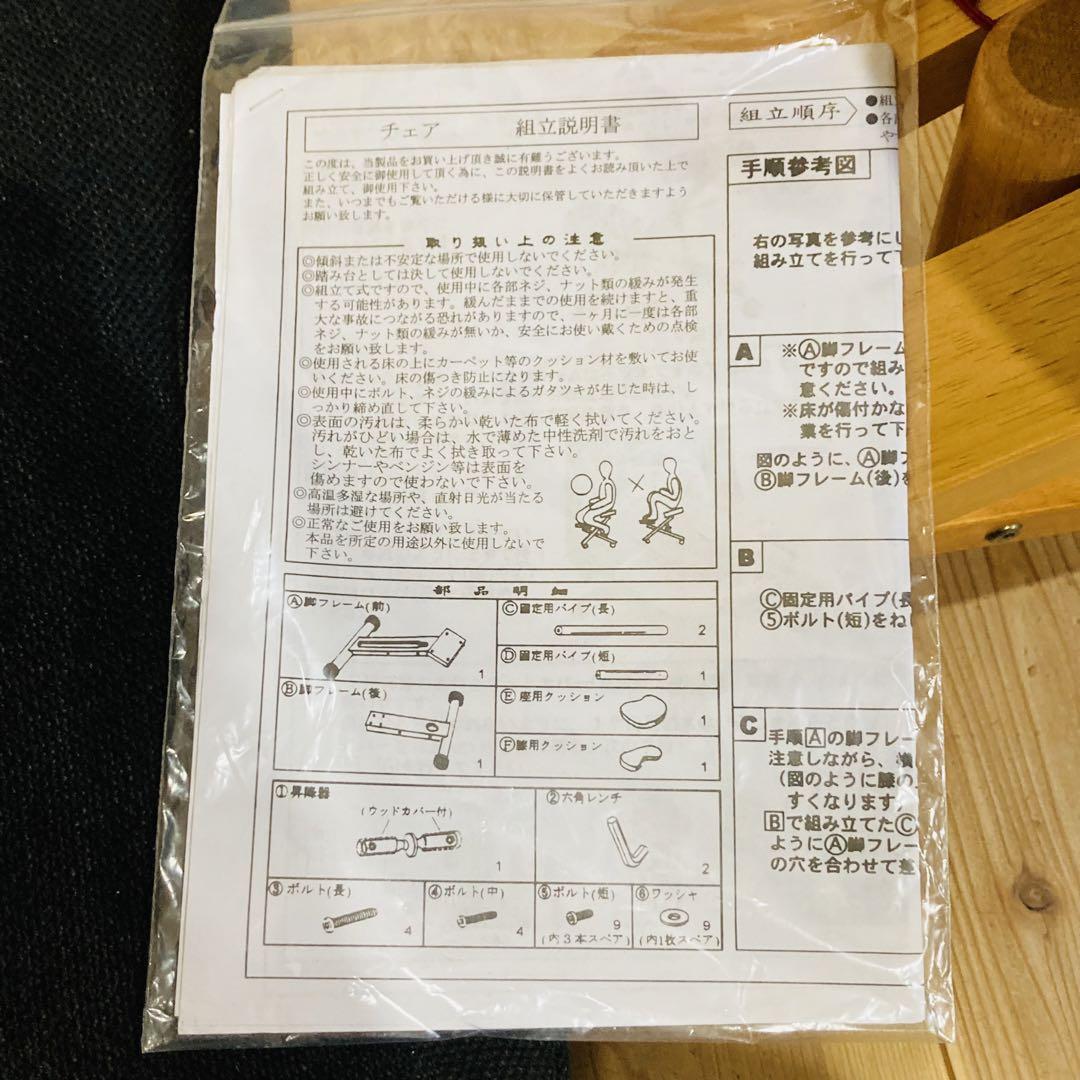 チェア 組立説明書
この度は、当製品をお買い上げ頂き誠に有難うございます。
正しく安全に御使用して頂く為に、この説明書をよくお読み頂いた上で
組み立て、御使用下さい。
また、いつまでもご覧いただける様に大切に保管していただきますよう
お願い致します。
取り扱い上の注意
◎傾斜または不安定な場所で使用しないでください。
◎踏み台としては決して使用しないでください。
◎組立て式ですので、使用中に各部ネジ、ナット類の緩みが発生
する可能性があります。緩んだままでの使用を続けますと、重
大な事故につながる恐れがありますので、一ヶ月に一度は各部
ネジ、ナット類の緩みが無いか、安全にお使い戴くための点検
をお願い致します。
◎使用される床の上にカーペット等のクッション材を敷いてお使
いください。床の傷つき防止になります。
◎使用中にボルト、ネジの緩みによるガタツキが生じた時は、し
っかり締め直して下さい。
◎表面の汚れは、柔らかい乾いた布で軽く拭いてください。
汚れがひどい場合は、水で薄めた中性洗剤で汚れをおと
し、乾いた布でよく拭き取って下さい。
シンナーやベンジン等は表面を
傷めますので使わないで下さい。
◎高温多湿な場所や、直射日光が当たる
場所は避けてください。
◎正常なご使用をお願い致します。
本品を所定の用途以外に使用しないで
下さい。
部品明細
Ⓐ脚フレーム(前)
1
Ⓑ脚フレーム(後)
1
Ⓒ固定用パイプ(長)
2
Ⓓ固定用パイプ(短)
1
Ⓔ座用クッション
1
Ⓕ膝用クッション
1
①昇降器
(ウッドカバー付)
1
②六角レンチ
2
③ボルト(長)
4
④ボルト(中)
4
⑤ボルト(短)
9
(内3本スペア)
⑥ワッシャ
9
(内1枚スペア)
組立順序
●組
●各
や
手順参考図
右の写真を参考にし
組み立てを行って下
A
※Ⓐ脚フレーム
ですので組み
意ください。
※床が傷付かな
業を行って下
図のように、Ⓐ脚フ
Ⓑ脚フレーム(後)を
B
Ⓒ固定用パイプ(長
⑤ボルト(短)をね
C
手順Aの脚フレー
注意しながら、
(図のように膝の
すくなります
Bで組み立てたⒸ
ようにⒶ脚フレー
の穴を合わせて差